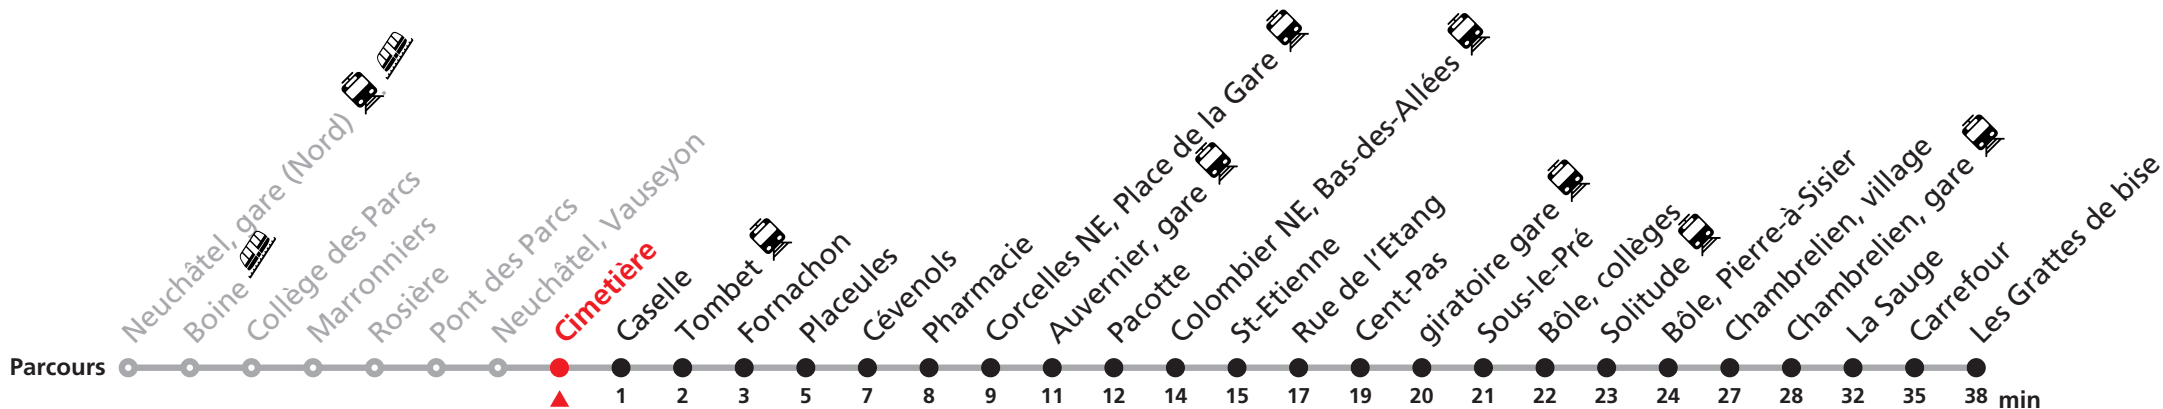 Neuchâtel, gare (Nord)
Boine
Collège des Parcs
Marronniers
Rosière
Pont des Parcs
Neuchâtel, Vauseyon
Cimetière
Caselle
Tombet
Fornachon
Placeules
Cévenols
Pharmacie
Corcelles NE, Place de la Gare
Auvernier, gare
Pacotte
Colombier NE, Bas-des-Allées
St-Etienne
Rue de l'Etang
Cent-Pas
giratoire gare
Sous-le-Pré
Bôle, collèges
Solitude
Bôle, Pierre-à-Sisier
Chambrelien, village
Chambrelien, gare
La Sauge
Carrefour
Les Grattes de bise
Parcours
1 2 3 5 7 8 9 11 12 14 15 17 19 20 21 22 23 24 27 28 32 35 38 min